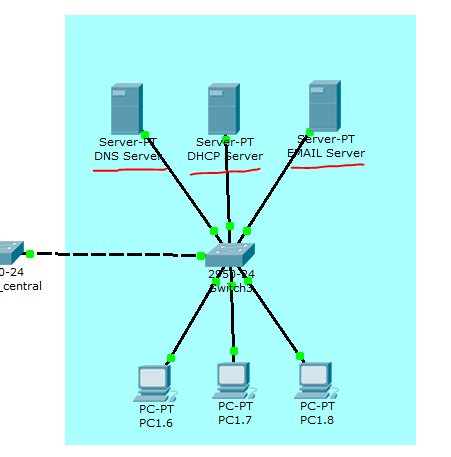 Server-PT
DNS Server
Server-PT
DHCP Server
Server-PT
EMAIL Server
0-24
_central
2950-24
Switch3
PC-PT
PC1.6
PC-PT
PC1.7
PC-PT
PC1.8